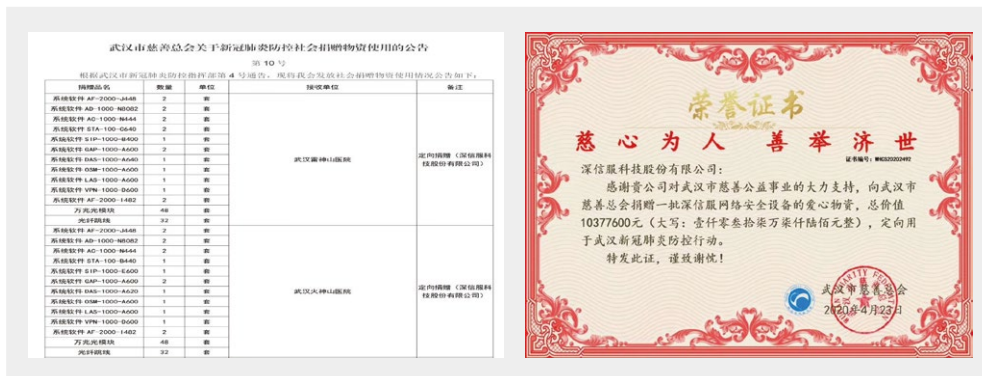 武汉市慈善总会关于新冠肺炎防控社会捐赠物资使用的公告
第 10 号
根据武汉市新冠肺炎防控指挥部第 4 号通告，现将我会发放社会捐赠物资使用情况公告如下：
捐赠品名 数量 单位 接收单位 备注
系统软件 AF-2000-J448 2 套
系统软件 AD-1000-N8082 2 套
系统软件 AC-1000-N444 2 套
系统软件 STA-100-G640 2 套
系统软件 SIP-1000-B400 1 套
系统软件 GAP-1000-A600 2 套
系统软件 DAS-1000-A640 1 套
系统软件 OSM-1000-A600 1 套
系统软件 LAS-1000-A600 1 套
系统软件 VPN-1000-D600 1 套
系统软件 AF-2000-I482 2 套
万兆光模块 48 套
光纤跳线 32 套
武汉雷神山医院
定向捐赠（深信服科
技股份有限公司）
系统软件 AF-2000-J448 2 套
系统软件 AD-1000-N8082 2 套
系统软件 AC-1000-N444 2 套
系统软件 STA-100-B440 1 套
系统软件 SIP-1000-E600 1 套
系统软件 GAP-1000-A600 2 套
系统软件 DAS-1000-A620 1 套
系统软件 OSM-1000-A600 1 套
系统软件 LAS-1000-A600 1 套
系统软件 VPN-1000-D600 1 套
系统软件 AF-2000-I482 2 套
万兆光模块 48 套
光纤跳线 32 套
武汉火神山医院
定向捐赠（深信服科
技股份有限公司）
荣誉证书
慈心为人 善举济世
证书编号：WHCS20202492
深信服科技股份有限公司：
感谢贵公司对武汉市慈善公益事业的大力支持，向武汉市
慈善总会捐赠一批深信服网络安全设备的爱心物资，总价值
10377600元（大写：壹仟零叁拾柒万柒仟陆佰元整），定向用
于武汉新冠肺炎防控行动。
特发此证，谨致谢忱！
武汉市慈善总会
2020年4月23日